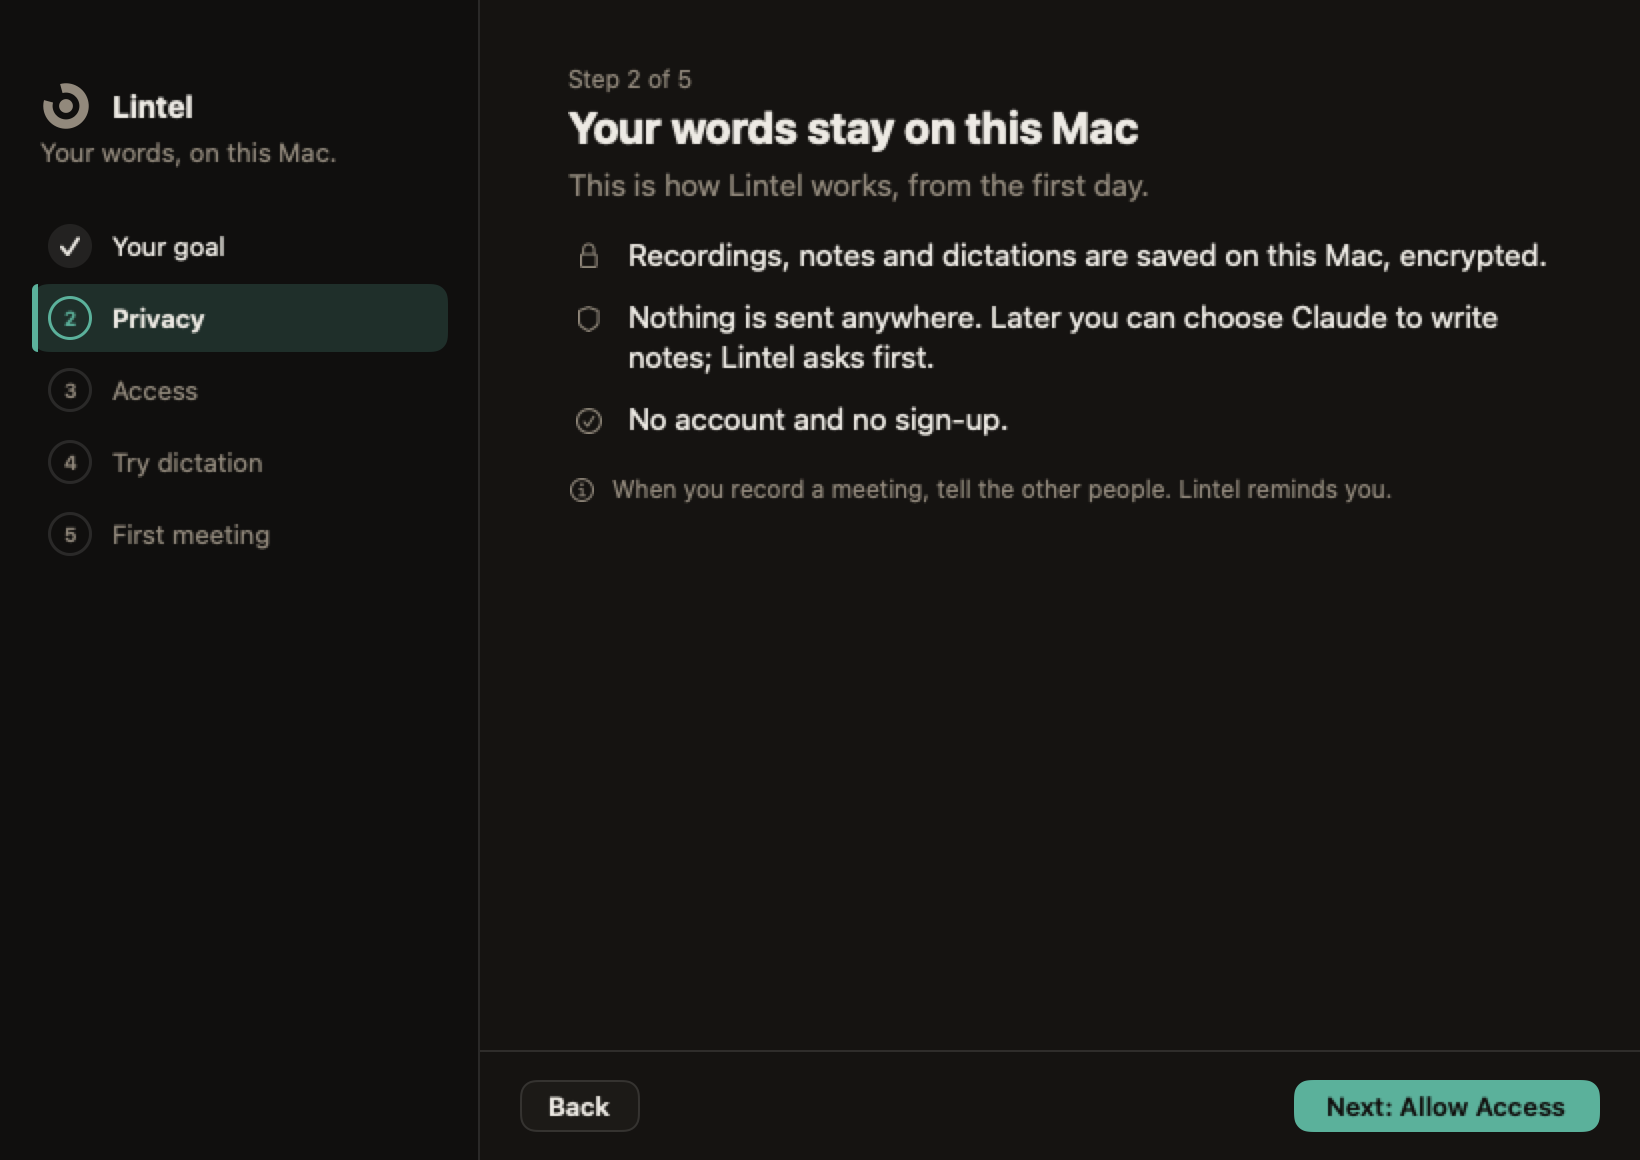 Lintel
Your words, on this Mac.
Your goal
2 Privacy
3 Access
4 Try dictation
5 First meeting
Step 2 of 5
Your words stay on this Mac
This is how Lintel works, from the first day.
Recordings, notes and dictations are saved on this Mac, encrypted.
Nothing is sent anywhere. Later you can choose Claude to write
notes; Lintel asks first.
No account and no sign-up.
When you record a meeting, tell the other people. Lintel reminds you.
Back
Next: Allow Access